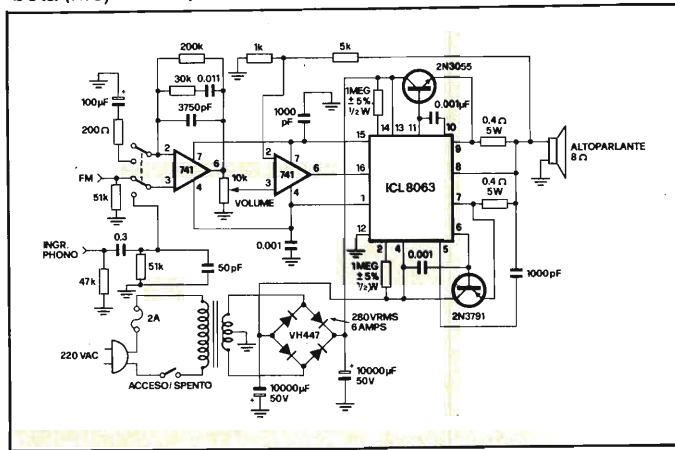 200k
1k
5k
2N3055
30k
0.011
100µF
3750pF
1000
pF
1MEG
± 5%
½ W
0.001µF
14
13
11
10
0.4 Ω
5W
200Ω
15
9
ALTOPARLANTE
8 Ω
2
7
741
6
3
4
10k
2
7
741
6
3
4
16
ICL8063
8
0.4 Ω
5W
FM
51k
VOLUME
1
7
6
INGR.
PHONO
0.3
0.001
12
2
4
5
47k
51k
50pF
1MEG
± 5%
½W
0.001
1000pF
2N3791
2A
280VRMS
6 AMPS
220 VAC
VH447
ACCESO/ SPENTO
10000µF
50V
10000µF
50V